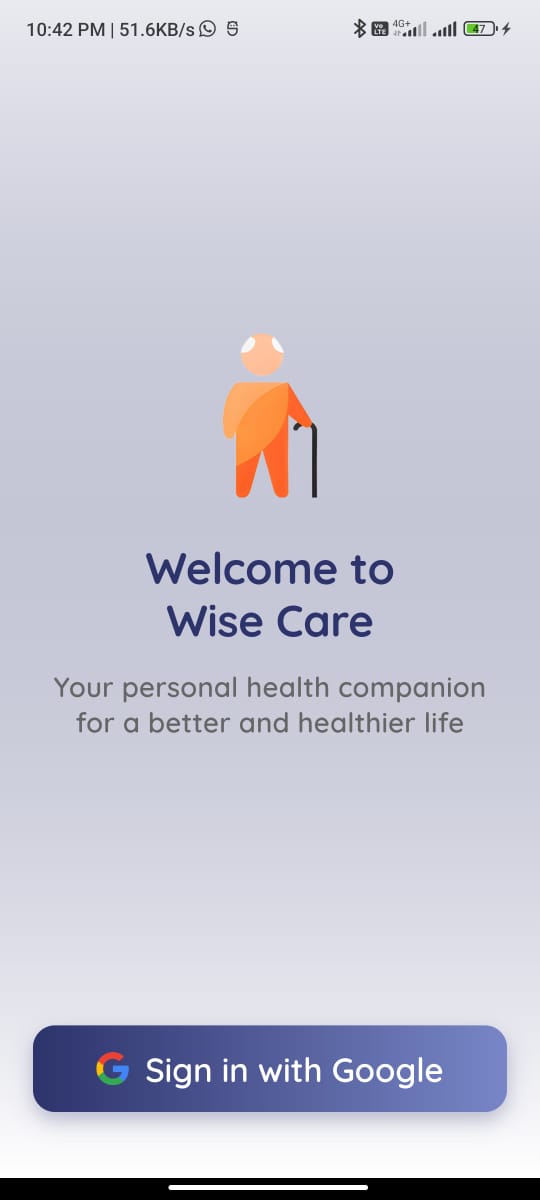 10:42 PM | 51.6KB/s
Vo LTE 4G+ 47
Welcome to
Wise Care
Your personal health companion
for a better and healthier life
Sign in with Google